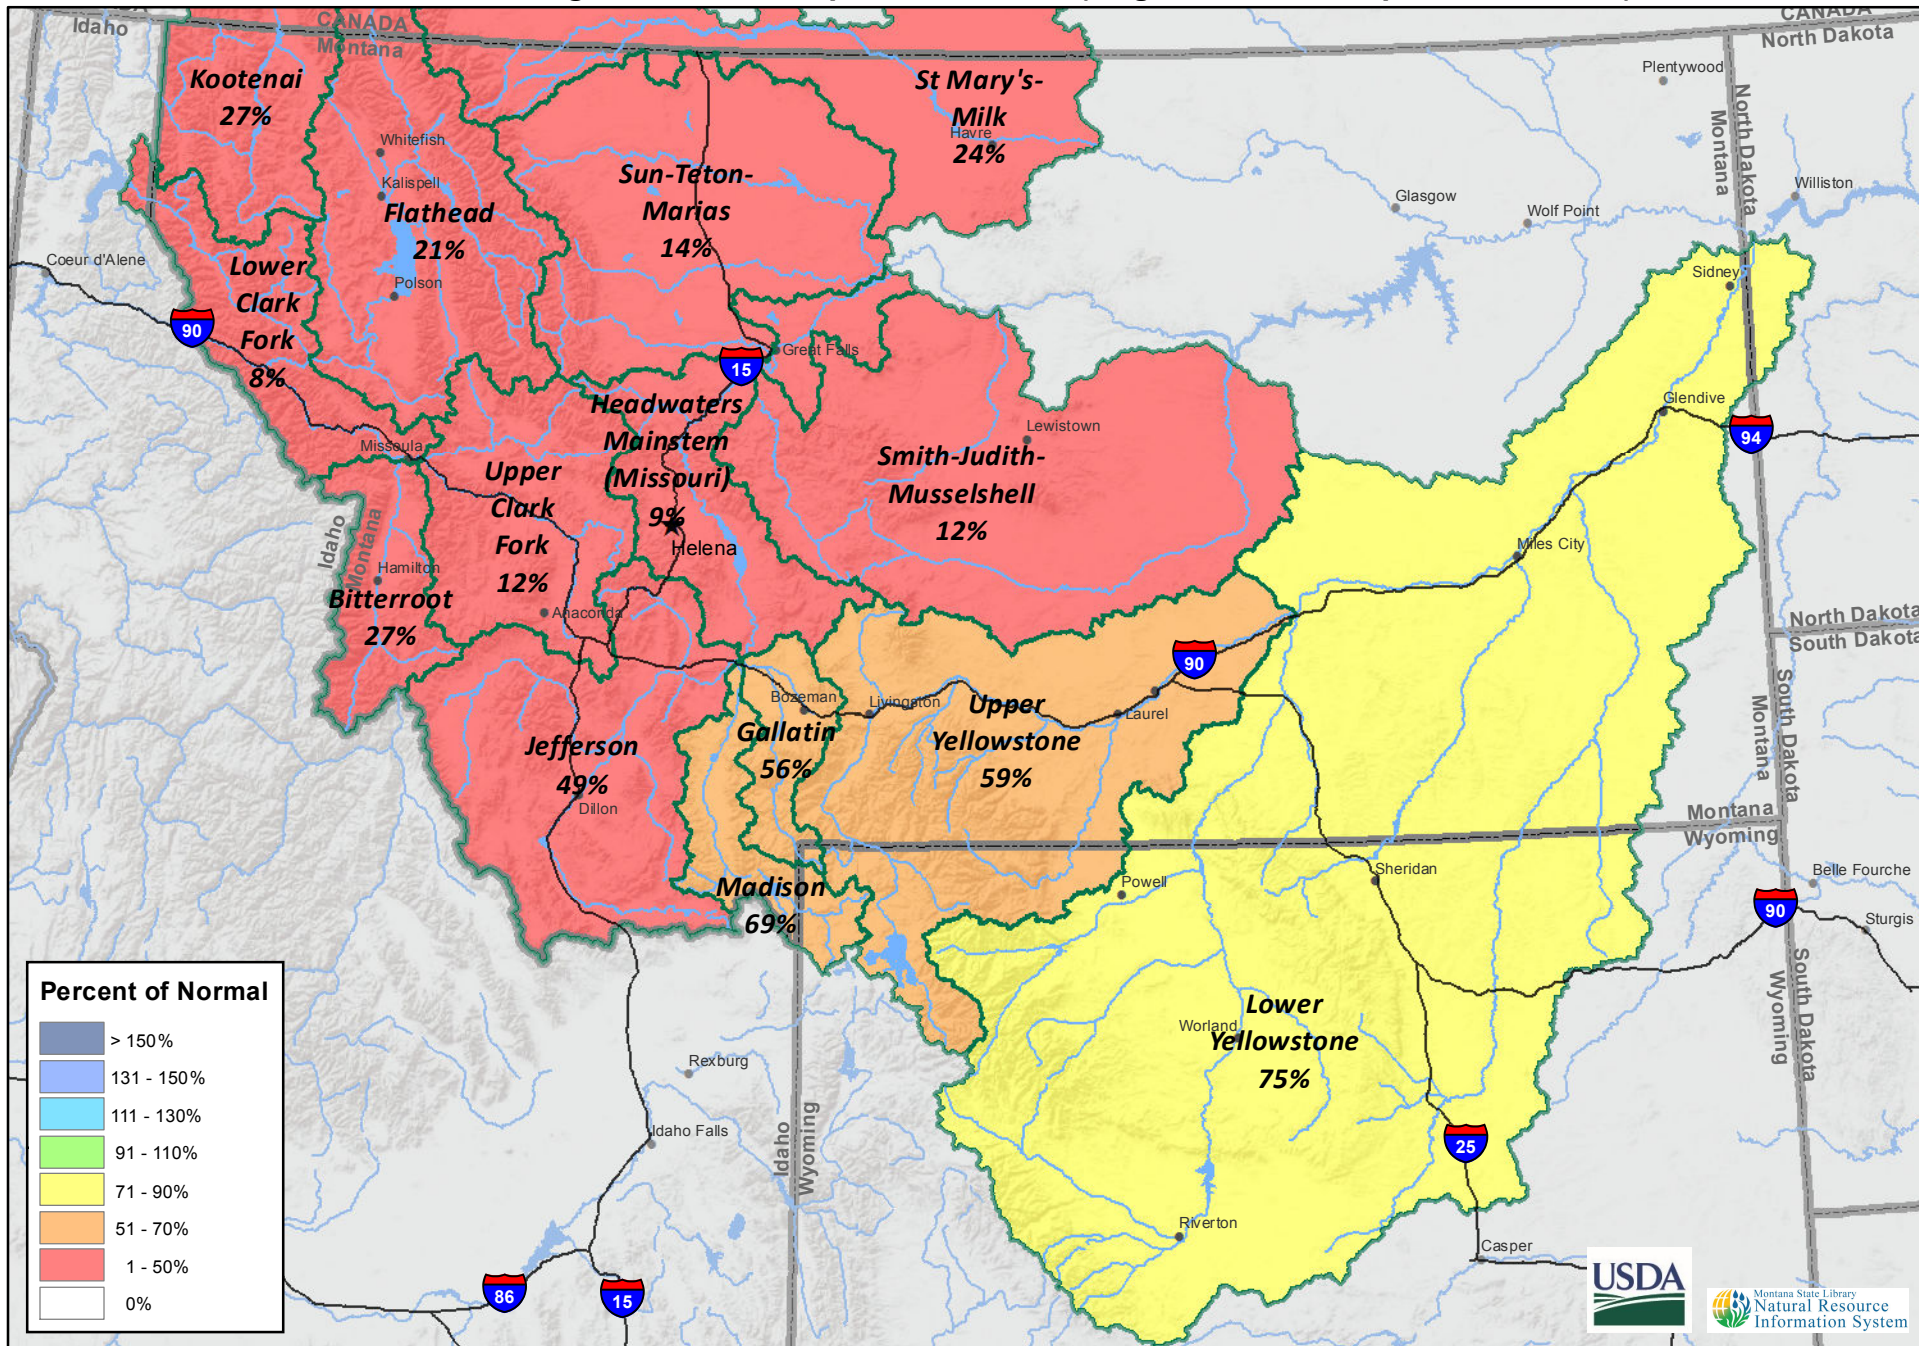 CANADA
Idaho
Montana
CANADA
North Dakota
Kootenai
27%
St Mary's-
Milk
Havre
24%
Plentywood
North Dakota
Montana
Whitefish
Kalispell
Flathead
21%
Polson
Sun-Teton-
Marias
14%
Glasgow
Wolf Point
Williston
Coeur d'Alene
Lower
Clark
Fork
8%
90
Sidney
15
Great Falls
Headwaters
Mainstem
(Missouri)
9%
Helena
Lewistown
Smith-Judith-
Musselshell
12%
Glendive
94
Missoula
Upper
Clark
Fork
12%
Anaconda
Idaho
Montana
Hamilton
Bitterroot
27%
Miles City
North Dakota
South Dakota
90
Bozeman
Livingston
Laurel
Gallatin
56%
Upper
Yellowstone
59%
Jefferson
49%
Dillon
South Dakota
Montana
Montana
Wyoming
Madison
69%
Powell
Sheridan
Belle Fourche
90
Sturgis
South Dakota
Wyoming
Lower
Yellowstone
75%
Worland
Rexburg
Idaho Falls
Idaho
Wyoming
25
Riverton
Casper
86
15
Percent of Normal
> 150%
131 - 150%
111 - 130%
91 - 110%
71 - 90%
51 - 70%
1 - 50%
0%
USDA
Montana State Library
Natural Resource
Information System